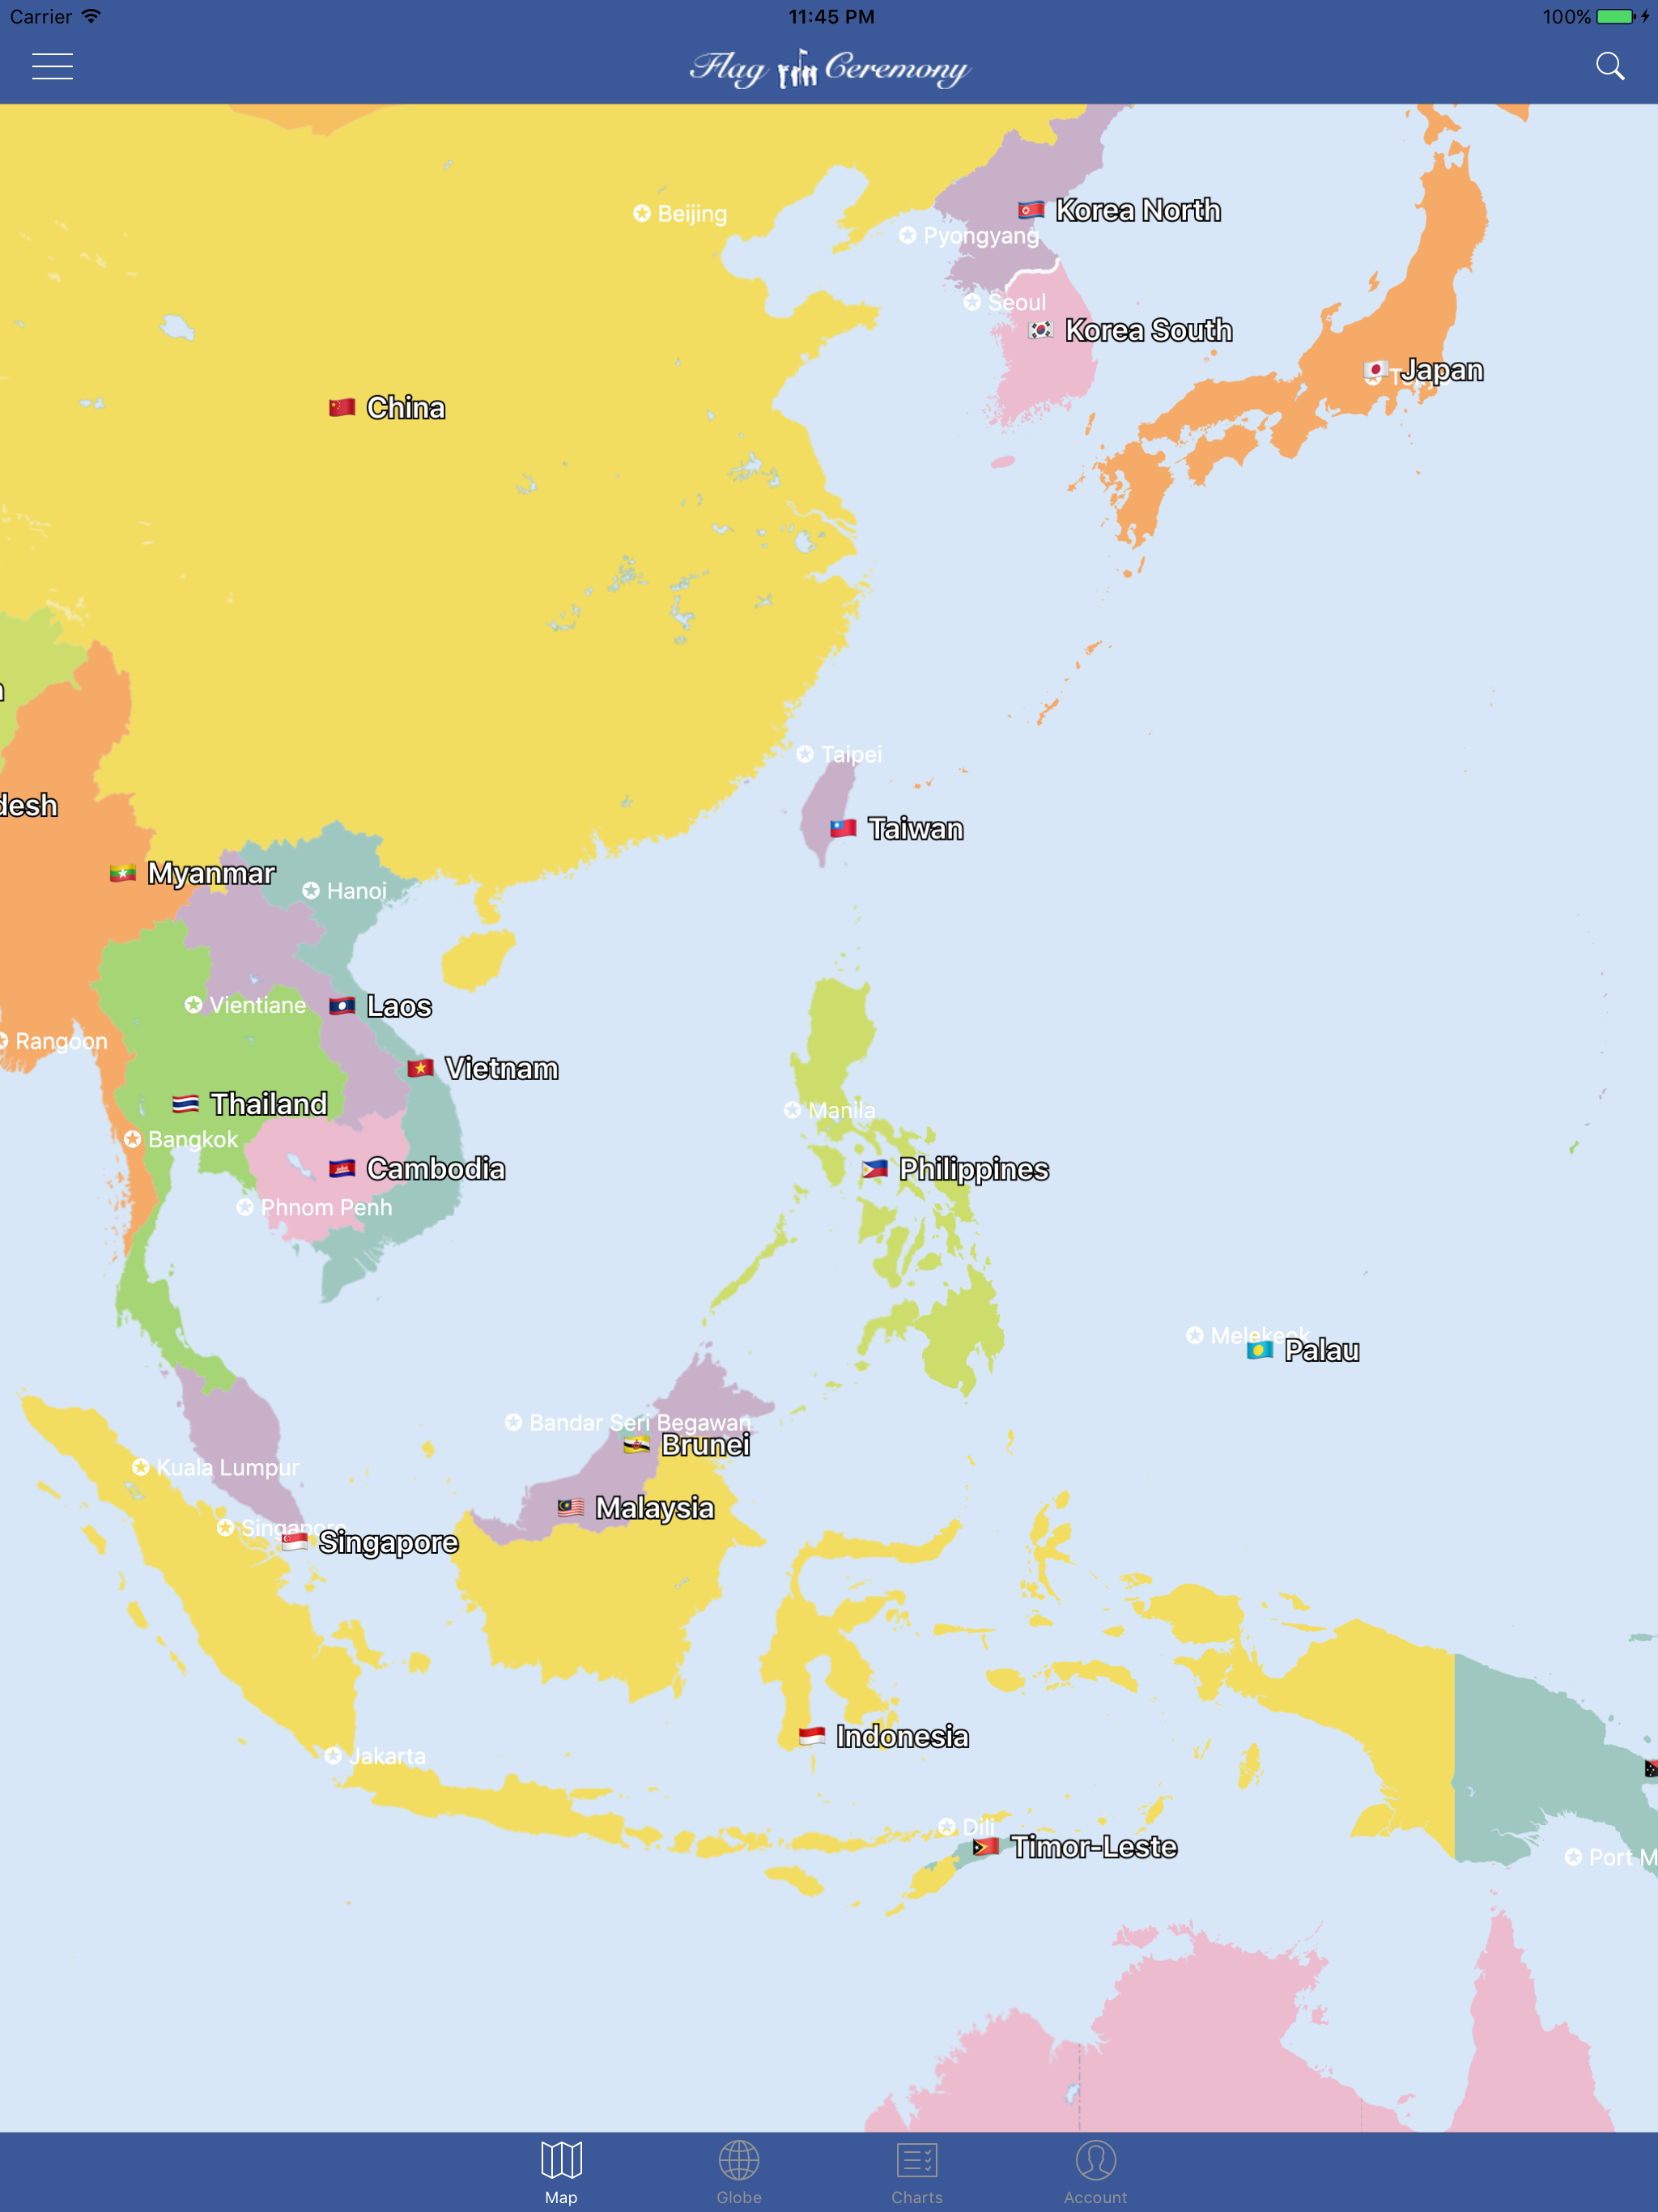 Carrier
11:45 PM
100%
Flag Ceremony
Beijing
Korea North
Pyongyang
Seoul
Korea South
Japan
China
Taipei
Taiwan
desh
Myanmar
Hanoi
Vientiane
Laos
Rangoon
Vietnam
Thailand
Manila
Bangkok
Cambodia
Philippines
Phnom Penh
Melekeok
Palau
Bandar Seri Begawan
Brunei
Kuala Lumpur
Malaysia
Singapore
Singapore
Indonesia
Jakarta
Dili
Timor-Leste
Port M
Map
Globe
Charts
Account